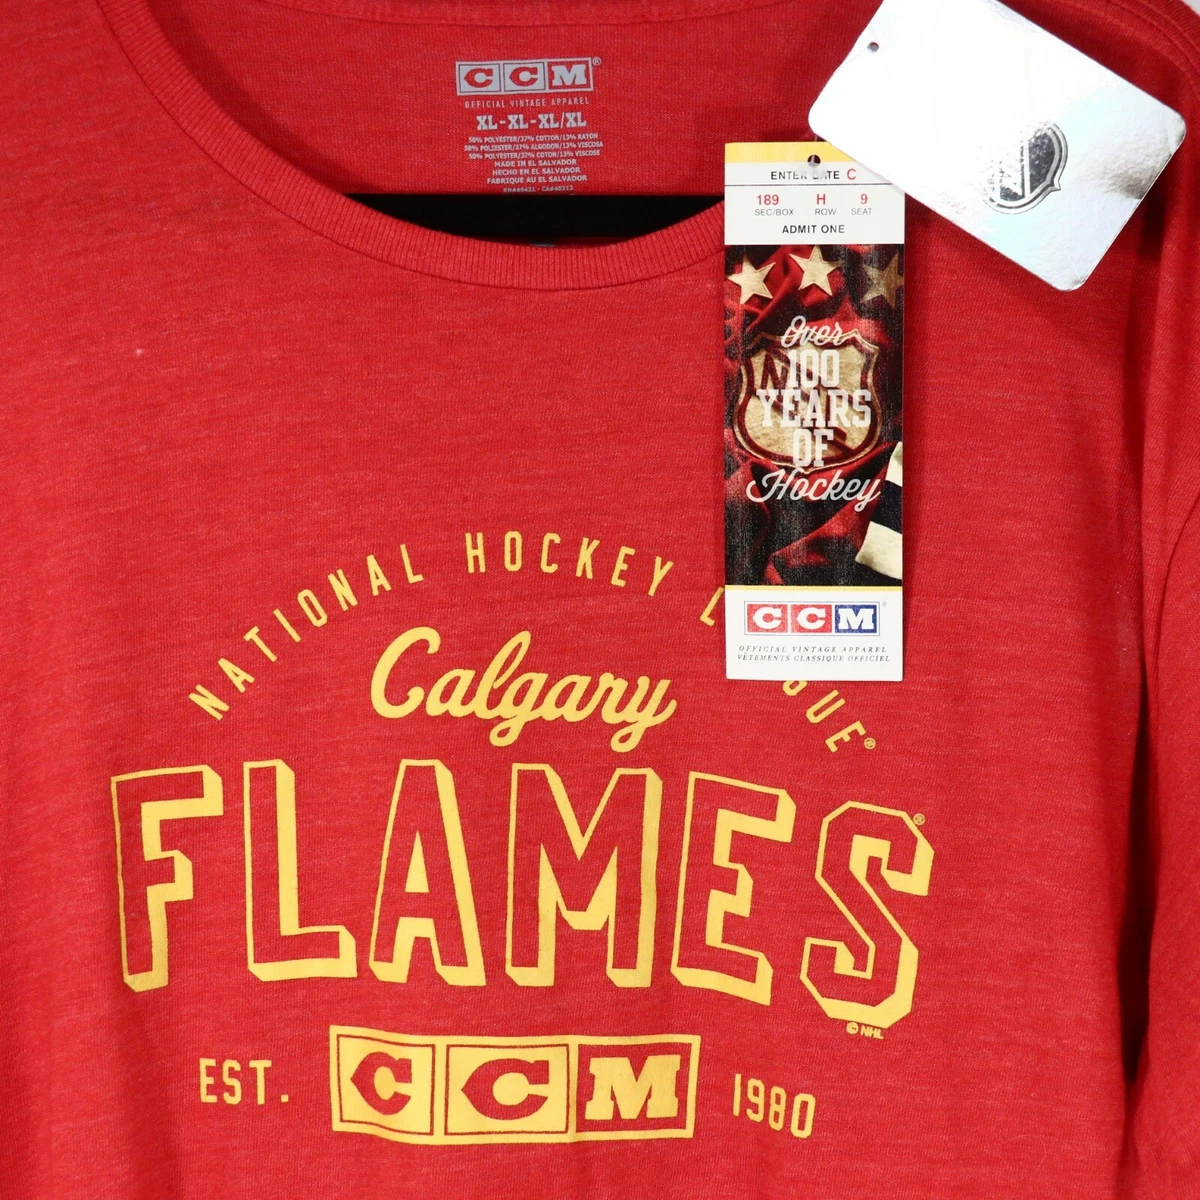 CCM®
OFFICIAL VINTAGE APPAREL
XL-XL-XL/XL
50% POLYESTER/37% COTTON/13% RAYON
50% POLIESTER/37% ALGODON/13% VISCOSA
50% POLYESTER/37% COTON/13% VISCOSE
MADE IN EL SALVADOR
HECHO EN EL SALVADOR
FABRIQUE AU EL SALVADOR
ENTER GATE C
189 H 9
SEC/BOX ROW SEAT
ADMIT ONE
Over
100
YEARS
OF
Hockey
CCM®
OFFICIAL VINTAGE APPAREL
VÊTEMENTS CLASSIQUE OFFICIEL
NATIONAL HOCKEY L GUE®
Calgary
FLAMES®
© NHL
EST. CCM 1980